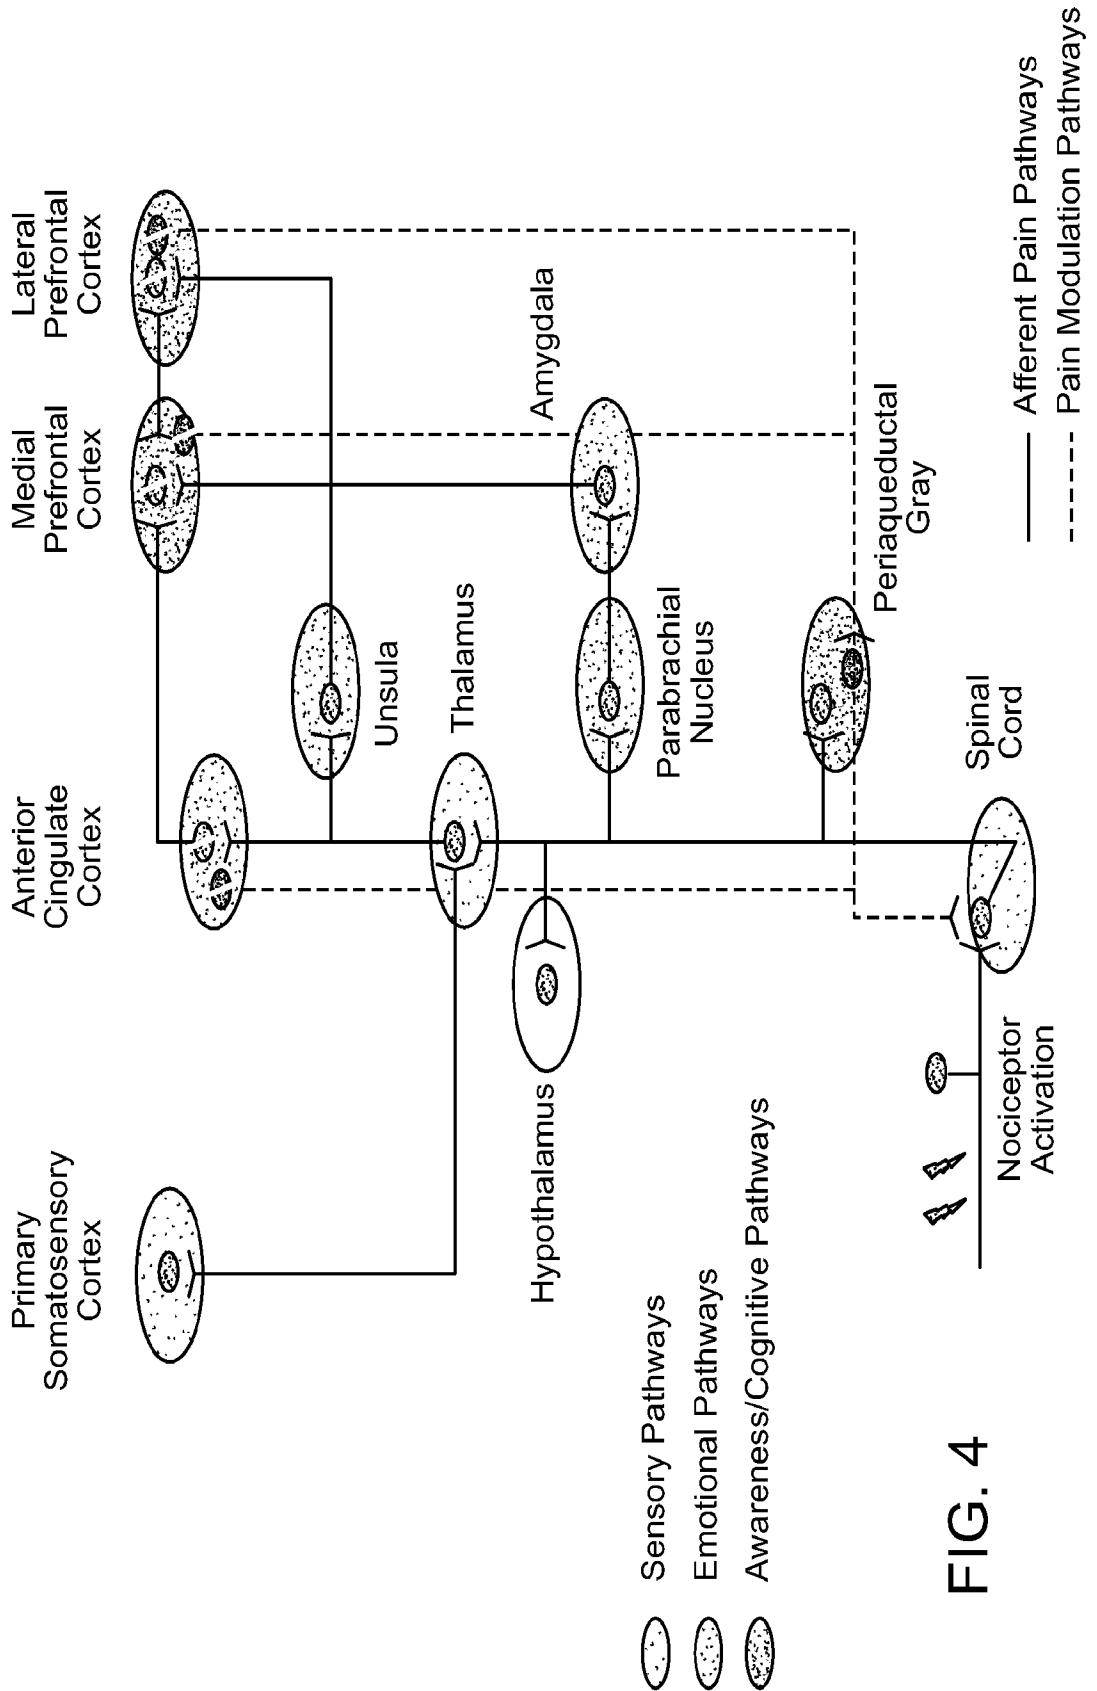 Primary
Somatosensory
Cortex
Anterior
Cingulate
Cortex
Medial
Prefrontal
Cortex
Lateral
Prefrontal
Cortex
Unsula
Thalamus
Hypothalamus
Amygdala
Parabrachial
Nucleus
Periaqueductal
Gray
Spinal
Cord
Nociceptor
Activation
Sensory Pathways
Emotional Pathways
Awareness/Cognitive Pathways
Afferent Pain Pathways
Pain Modulation Pathways
FIG. 4